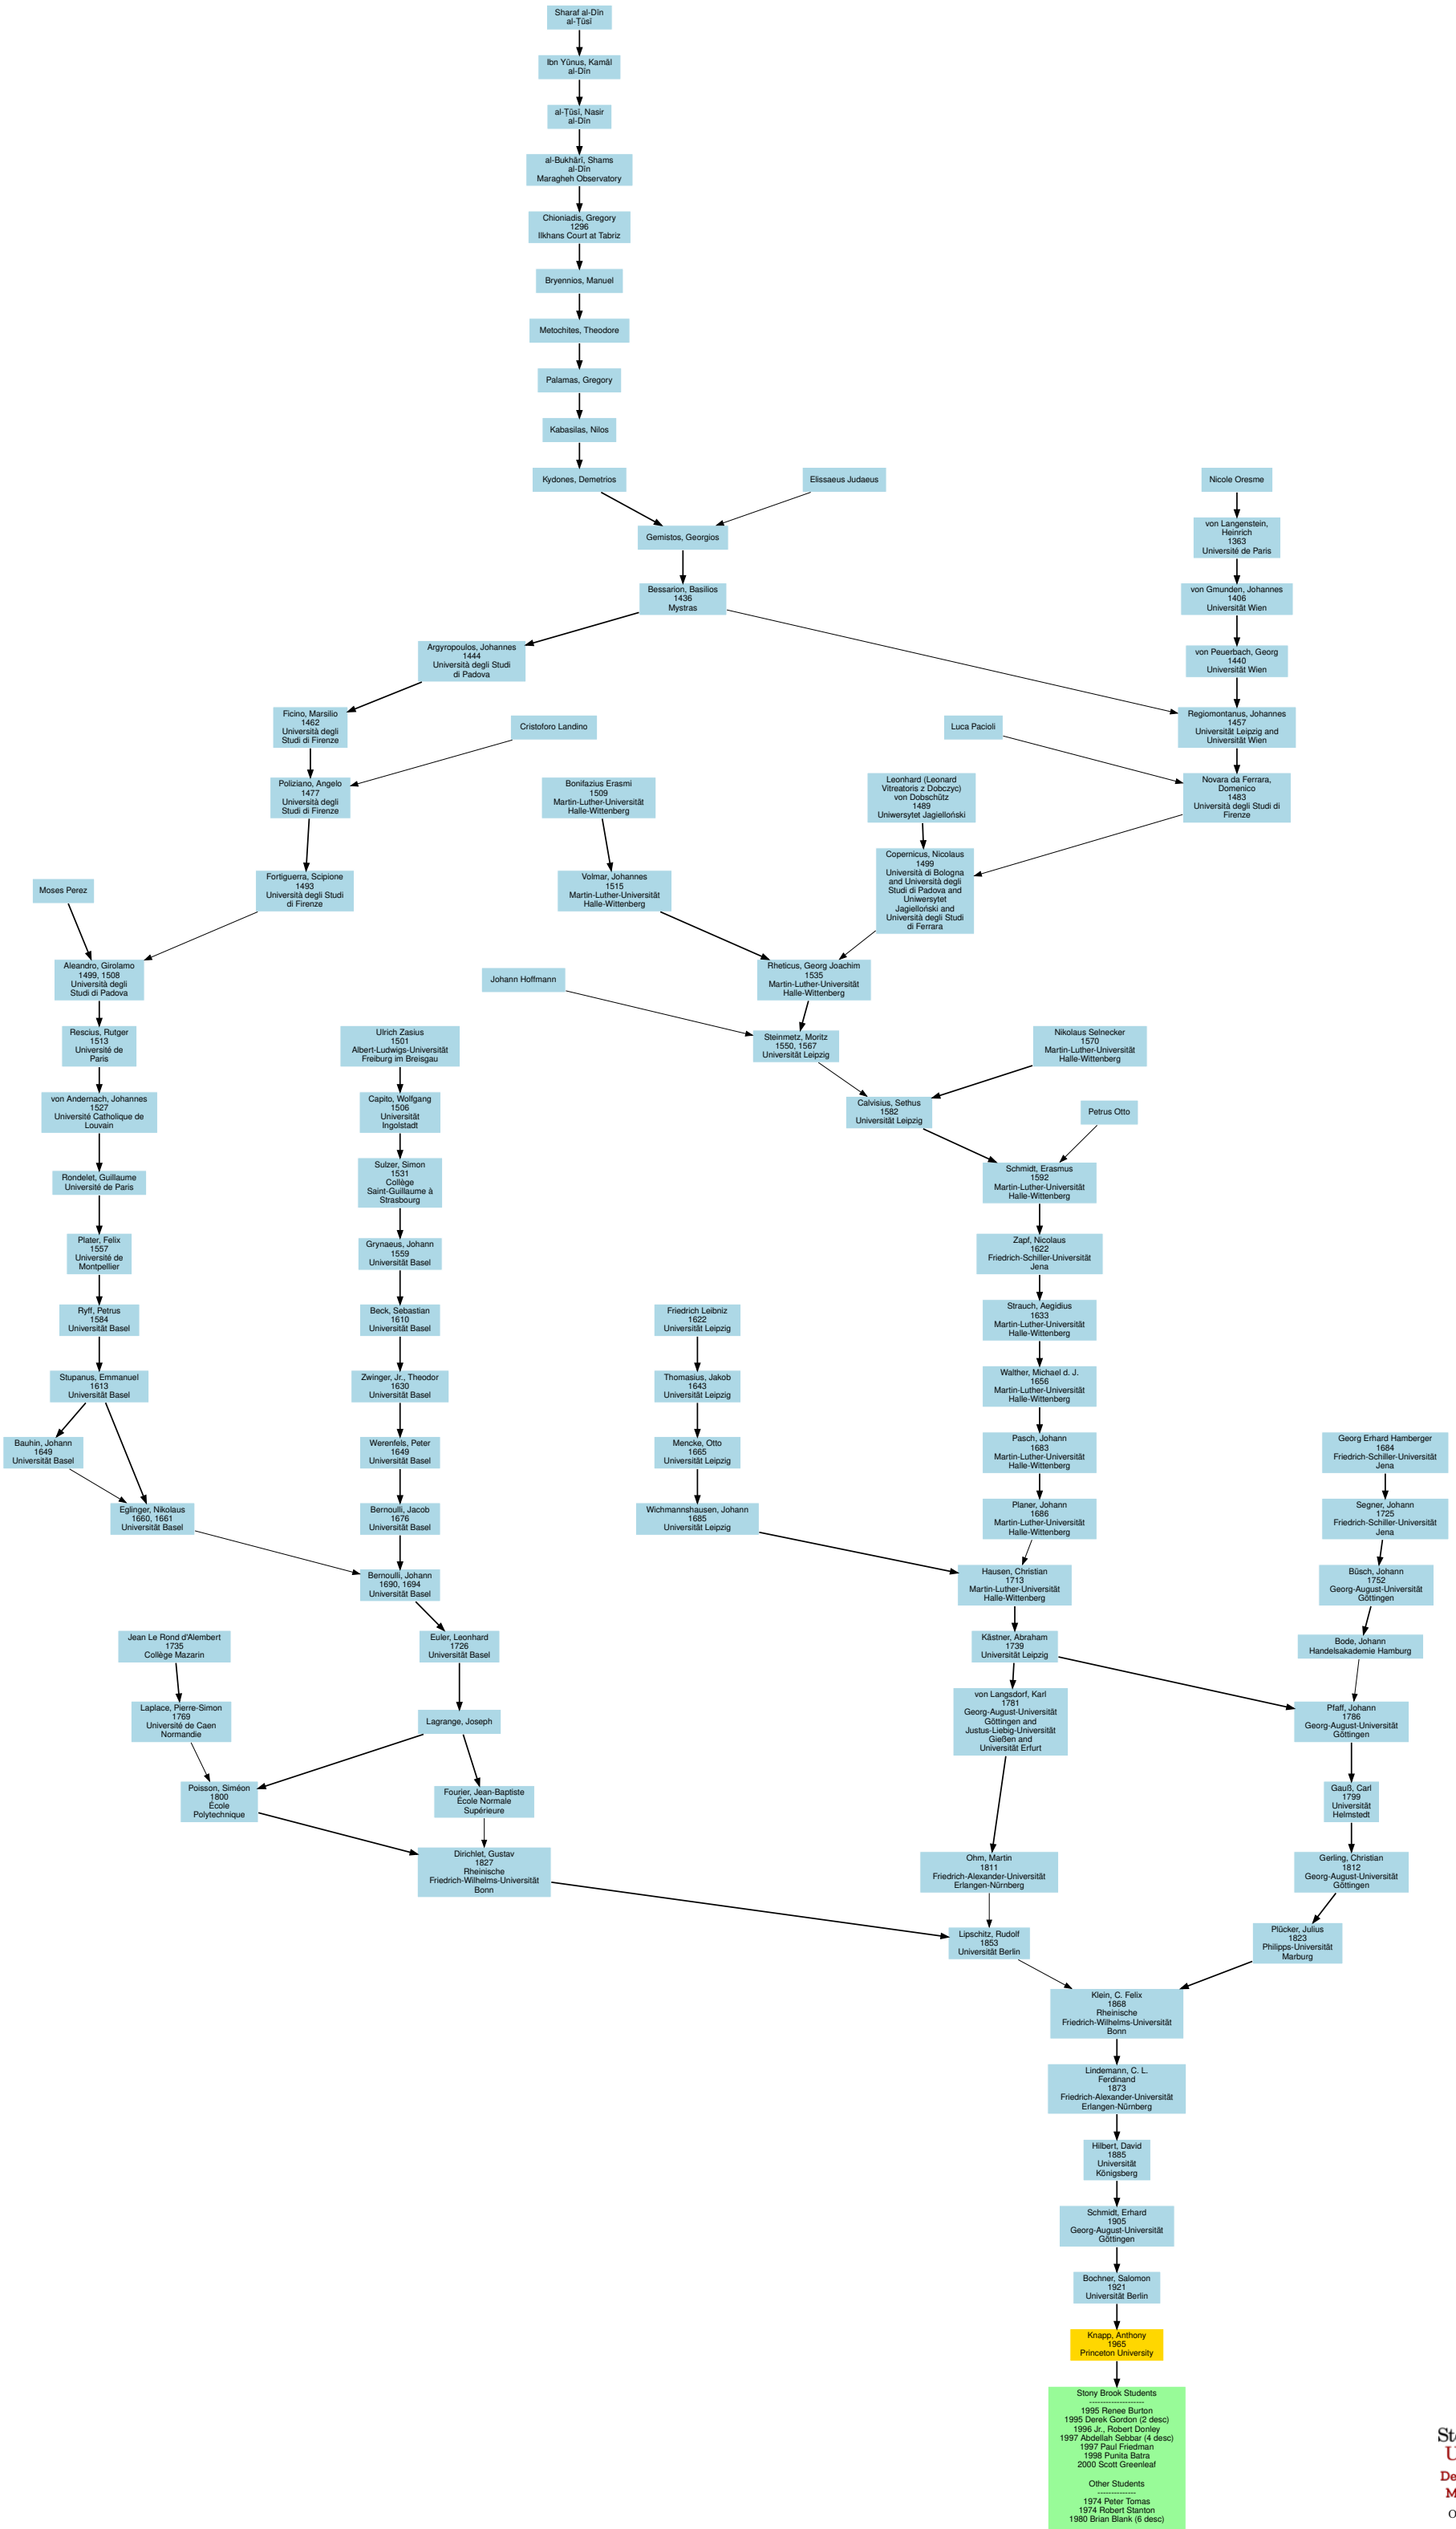 Sharaf al-Dīn
al-Ṭūsī
Ibn Yūnus, Kamāl
al-Dīn
al-Ṭūsī, Nasir
al-Dīn
al-Bukhārī, Shams
al-Dīn
Maragheh Observatory
Chioniadis, Gregory
1296
Ilkhans Court at Tabriz
Bryennios, Manuel
Metochites, Theodore
Palamas, Gregory
Kabasilas, Nilos
Kydones, Demetrios
Elissaeus Judaeus
Nicole Oresme
Gemistos, Georgios
von Langenstein,
Heinrich
1363
Université de Paris
Bessarion, Basilios
1436
Mystras
von Gmunden, Johannes
1406
Universität Wien
Argyropoulos, Johannes
1444
Università degli Studi
di Padova
von Peuerbach, Georg
1440
Universität Wien
Ficino, Marsilio
1462
Università degli
Studi di Firenze
Cristoforo Landino
Luca Pacioli
Regiomontanus, Johannes
1457
Universität Leipzig and
Universität Wien
Poliziano, Angelo
1477
Università degli
Studi di Firenze
Bonifazius Erasmi
1509
Martin-Luther-Universität
Halle-Wittenberg
Leonhard (Leonard
Vitreatoris z Dobczyc)
von Dobschütz
1489
Uniwersytet Jagielloński
Novara da Ferrara,
Domenico
1483
Università degli Studi di
Firenze
Moses Perez
Fortiguerra, Scipione
1493
Università degli Studi
di Firenze
Volmar, Johannes
1515
Martin-Luther-Universität
Halle-Wittenberg
Copernicus, Nicolaus
1499
Università di Bologna
and Università degli
Studi di Padova and
Uniwersytet
Jagielloński and
Università degli Studi
di Ferrara
Aleandro, Girolamo
1499, 1508
Università degli
Studi di Padova
Johann Hoffmann
Rheticus, Georg Joachim
1535
Martin-Luther-Universität
Halle-Wittenberg
Rescius, Rutger
1513
Université de
Paris
Ulrich Zasius
1501
Albert-Ludwigs-Universität
Freiburg im Breisgau
Steinmetz, Moritz
1550, 1567
Universität Leipzig
Nikolaus Selnecker
1570
Martin-Luther-Universität
Halle-Wittenberg
von Andernach, Johannes
1527
Université Catholique de
Louvain
Capito, Wolfgang
1506
Universität
Ingolstadt
Calvisius, Sethus
1582
Universität Leipzig
Petrus Otto
Rondelet, Guillaume
Université de Paris
Sulzer, Simon
1531
Collège
Saint-Guillaume à
Strasbourg
Schmidt, Erasmus
1592
Martin-Luther-Universität
Halle-Wittenberg
Plater, Felix
1557
Université de
Montpellier
Grynaeus, Johann
1559
Universität Basel
Zapf, Nicolaus
1622
Friedrich-Schiller-Universität
Jena
Ryff, Petrus
1584
Universität Basel
Beck, Sebastian
1610
Universität Basel
Friedrich Leibniz
1622
Universität Leipzig
Strauch, Aegidius
1633
Martin-Luther-Universität
Halle-Wittenberg
Stupanus, Emmanuel
1613
Universität Basel
Zwinger, Jr., Theodor
1630
Universität Basel
Thomasius, Jakob
1643
Universität Leipzig
Walther, Michael d. J.
1656
Martin-Luther-Universität
Halle-Wittenberg
Bauhin, Johann
1649
Universität Basel
Werenfels, Peter
1649
Universität Basel
Mencke, Otto
1665
Universität Leipzig
Pasch, Johann
1683
Martin-Luther-Universität
Halle-Wittenberg
Georg Erhard Hamberger
1684
Friedrich-Schiller-Universität
Jena
Eglinger, Nikolaus
1660, 1661
Universität Basel
Bernoulli, Jacob
1676
Universität Basel
Wichmannshausen, Johann
1685
Universität Leipzig
Planer, Johann
1686
Martin-Luther-Universität
Halle-Wittenberg
Segner, Johann
1725
Friedrich-Schiller-Universität
Jena
Bernoulli, Johann
1690, 1694
Universität Basel
Hausen, Christian
1713
Martin-Luther-Universität
Halle-Wittenberg
Büsch, Johann
1752
Georg-August-Universität
Göttingen
Jean Le Rond d'Alembert
1735
Collège Mazarin
Euler, Leonhard
1726
Universität Basel
Kästner, Abraham
1739
Universität Leipzig
Bode, Johann
Handelsakademie Hamburg
Laplace, Pierre-Simon
1769
Université de Caen
Normandie
Lagrange, Joseph
von Langsdorf, Karl
1781
Georg-August-Universität
Göttingen and
Justus-Liebig-Universität
Gießen and
Universität Erfurt
Pfaff, Johann
1786
Georg-August-Universität
Göttingen
Poisson, Siméon
1800
École
Polytechnique
Fourier, Jean-Baptiste
École Normale
Supérieure
Gauß, Carl
1799
Universität
Helmstedt
Dirichlet, Gustav
1827
Rheinische
Friedrich-Wilhelms-Universität
Bonn
Ohm, Martin
1811
Friedrich-Alexander-Universität
Erlangen-Nürnberg
Gerling, Christian
1812
Georg-August-Universität
Göttingen
Lipschitz, Rudolf
1853
Universität Berlin
Plücker, Julius
1823
Philipps-Universität
Marburg
Klein, C. Felix
1868
Rheinische
Friedrich-Wilhelms-Universität
Bonn
Lindemann, C. L.
Ferdinand
1873
Friedrich-Alexander-Universität
Erlangen-Nürnberg
Hilbert, David
1885
Universität
Königsberg
Schmidt, Erhard
1905
Georg-August-Universität
Göttingen
Bochner, Salomon
1921
Universität Berlin
Knapp, Anthony
1965
Princeton University
Stony Brook Students
--------------------
1995 Renee Burton
1995 Derek Gordon (2 desc)
1996 Jr., Robert Donley
1997 Abdellah Sebbar (4 desc)
1997 Paul Friedman
1998 Punita Batra
2000 Scott Greenleaf
Other Students
--------------
1974 Peter Tomas
1974 Robert Stanton
1980 Brian Blank (6 desc)